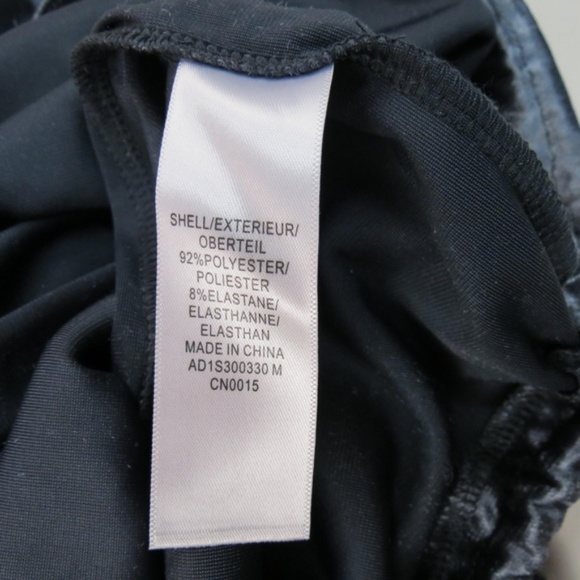 SHELL/EXTERIEUR/
OBERTEIL
92%POLYESTER/
POLIESTER
8%ELASTANE/
ELASTHANNE/
ELASTHAN
MADE IN CHINA
AD1S300330 M
CN0015